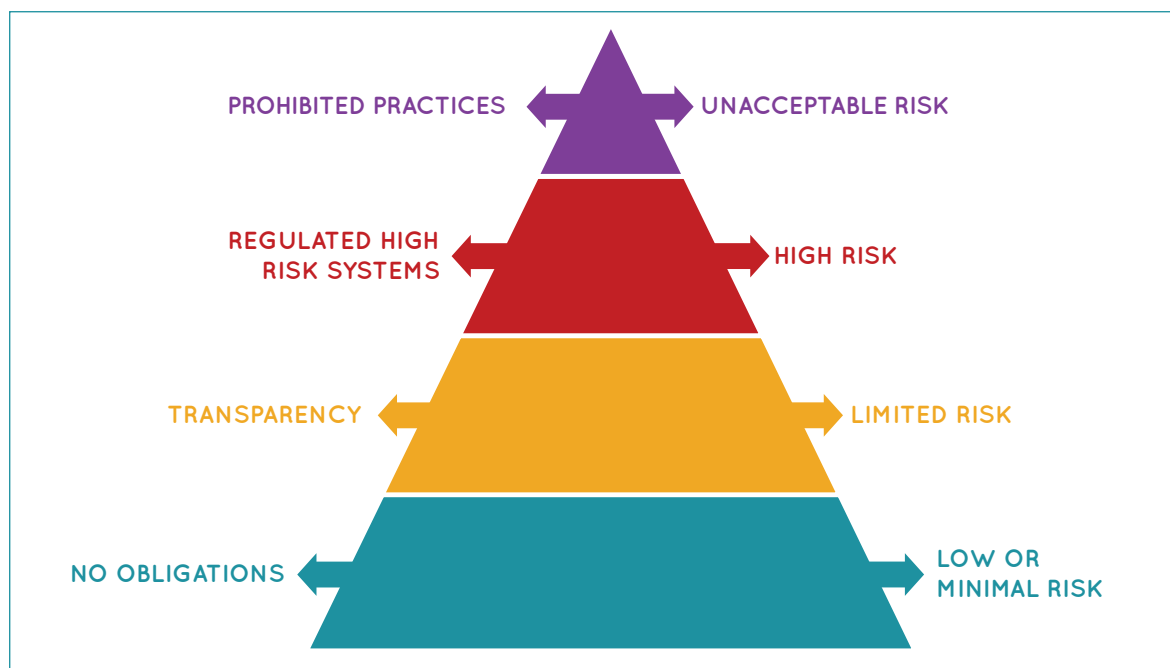 PROHIBITED PRACTICES
UNACCEPTABLE RISK
REGULATED HIGH
RISK SYSTEMS
HIGH RISK
TRANSPARENCY
LIMITED RISK
NO OBLIGATIONS
LOW OR
MINIMAL RISK